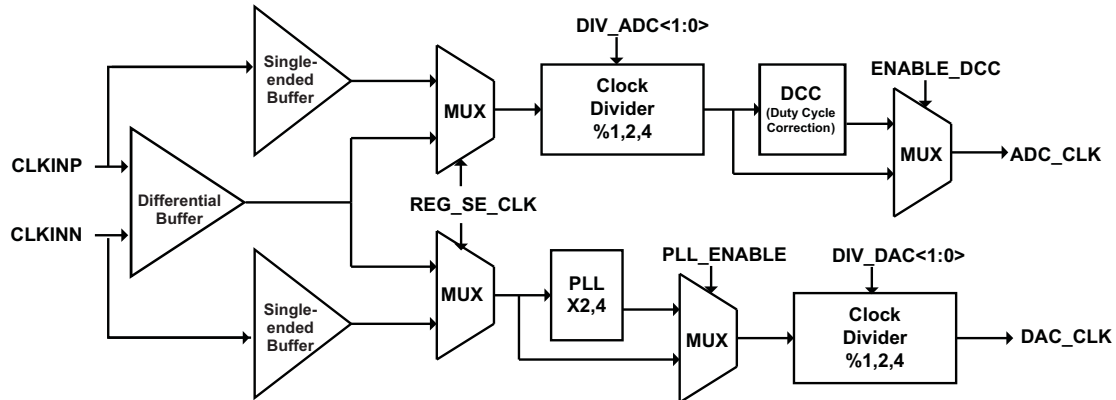 DIV_ADC<1:0>
Single-
ended
Buffer
MUX
Clock
Divider
%1,2,4
DCC
(Duty Cycle
Correction)
ENABLE_DCC
MUX
ADC_CLK
CLKINP
Differential
Buffer
CLKINN
REG_SE_CLK
Single-
ended
Buffer
MUX
PLL
X2,4
PLL_ENABLE
MUX
DIV_DAC<1:0>
Clock
Divider
%1,2,4
DAC_CLK